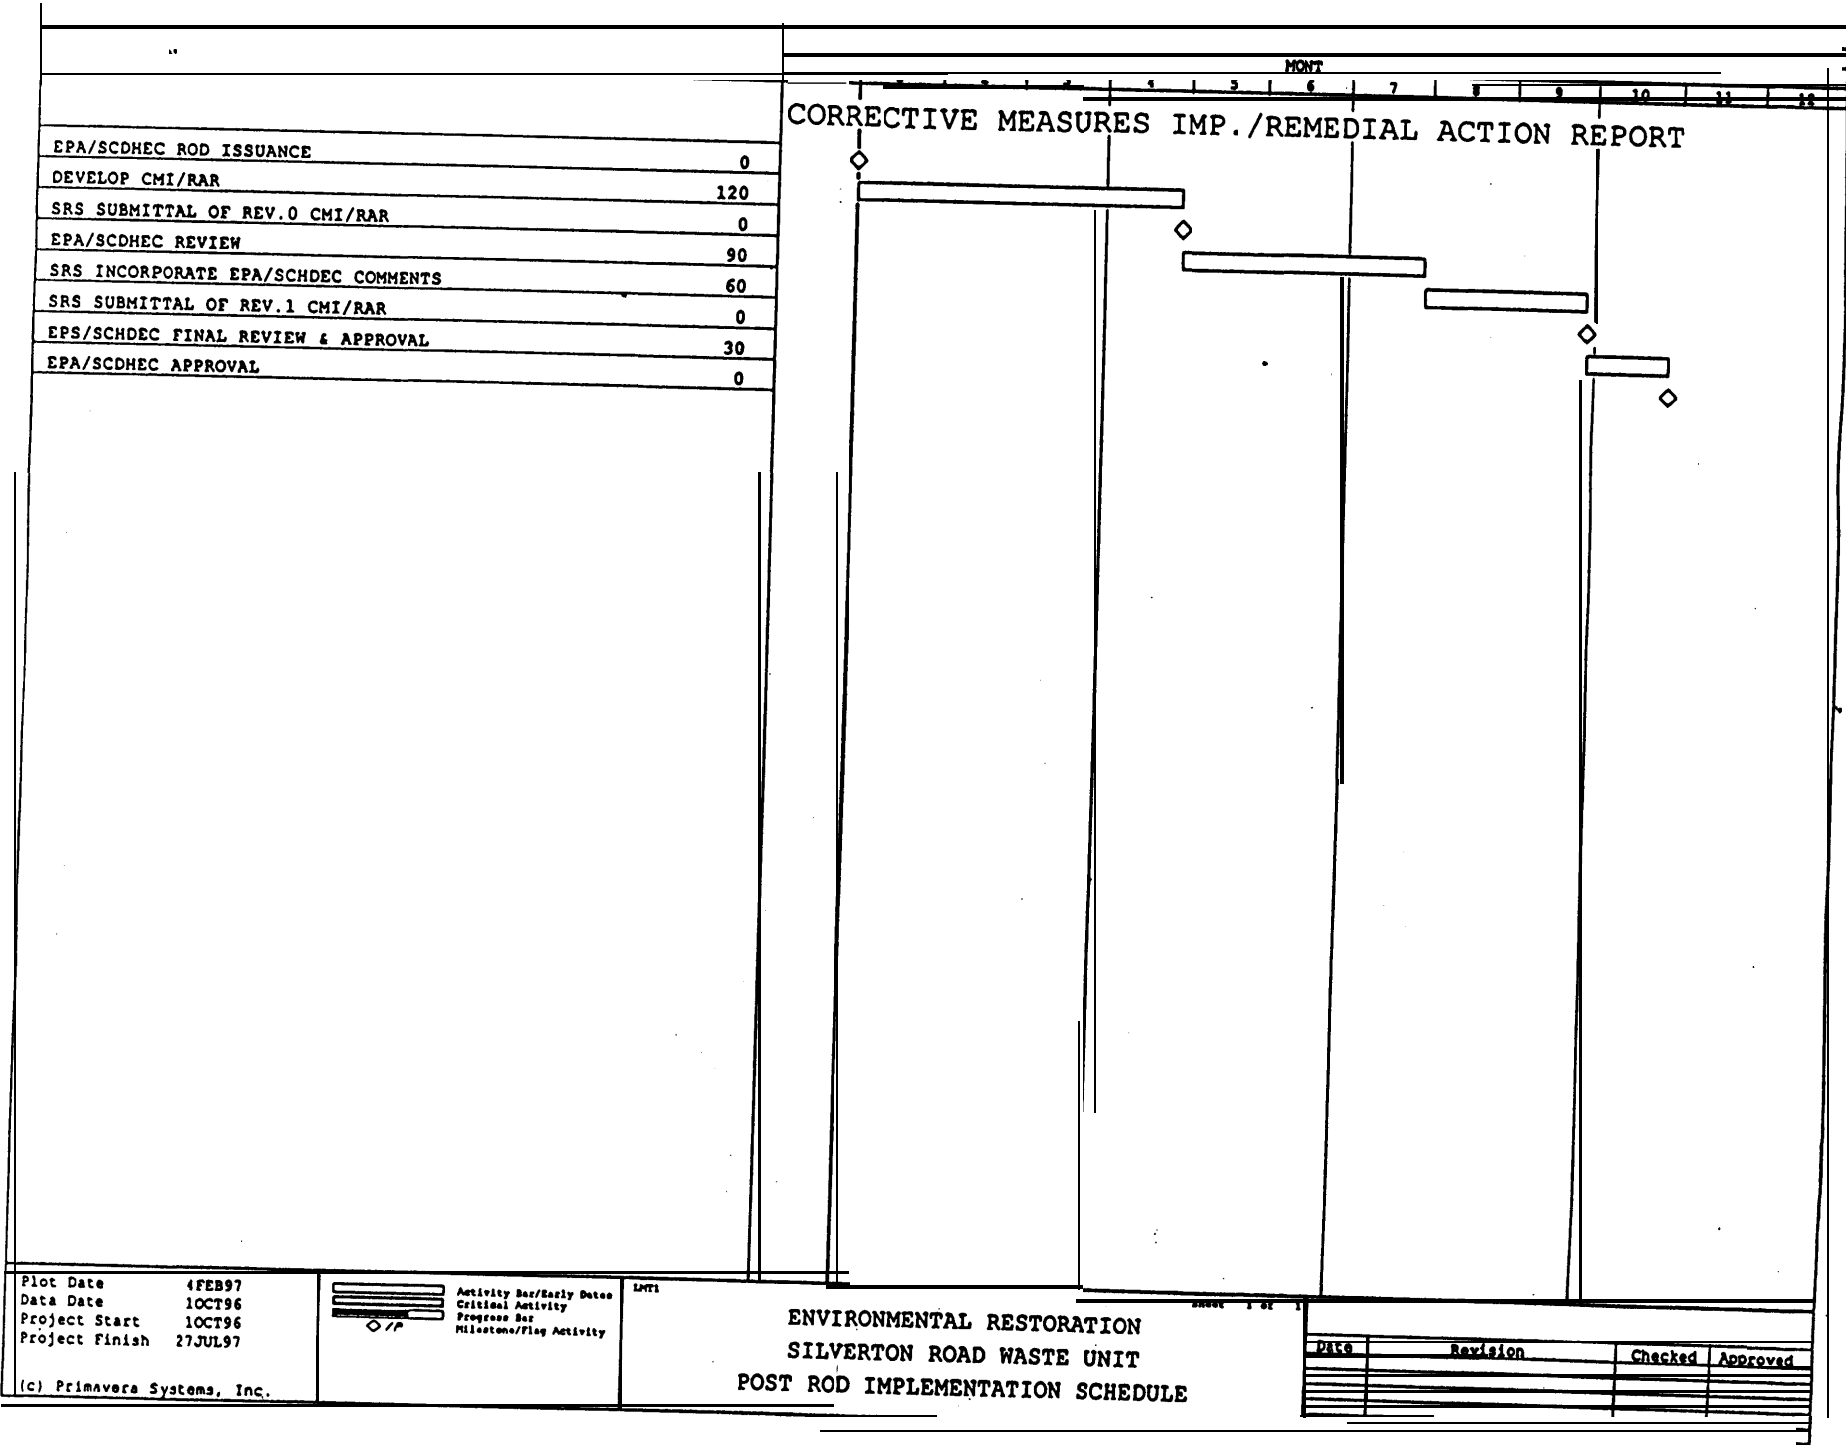 MONT
4 5 6 7 8 9 10 11 12
CORRECTIVE MEASURES IMP./REMEDIAL ACTION REPORT
EPA/SCDHEC ROD ISSUANCE 0
DEVELOP CMI/RAR 120
SRS SUBMITTAL OF REV.0 CMI/RAR 0
EPA/SCDHEC REVIEW 90
SRS INCORPORATE EPA/SCHDEC COMMENTS 60
SRS SUBMITTAL OF REV.1 CMI/RAR 0
EPS/SCHDEC FINAL REVIEW & APPROVAL 30
EPA/SCDHEC APPROVAL 0
Plot Date 4FEB97
Data Date 1OCT96
Project Start 1OCT96
Project Finish 27JUL97
(c) Primavera Systems, Inc.
Activity Bar/Early Dates
Critical Activity
Progress Bar
Milestone/Flag Activity
LMT1
ENVIRONMENTAL RESTORATION
SILVERTON ROAD WASTE UNIT
POST ROD IMPLEMENTATION SCHEDULE
Sheet 1 of 1
Date Revision Checked Approved